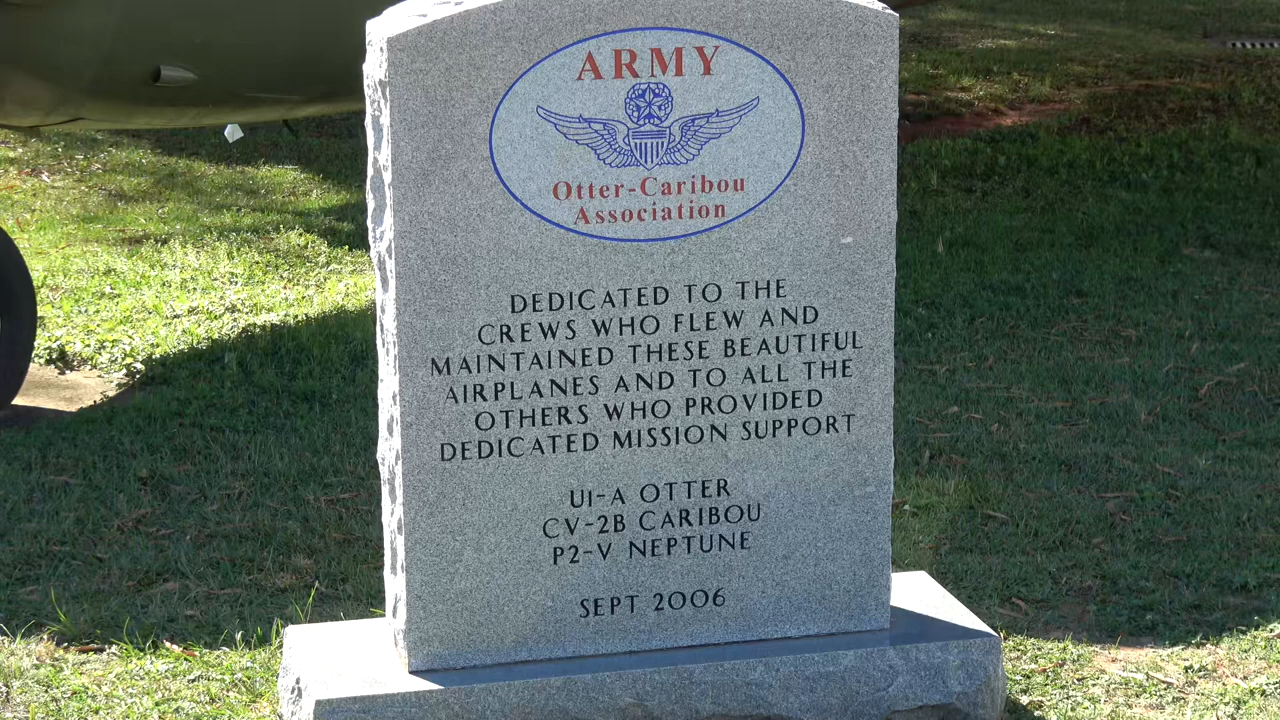 ARMY
Otter-Caribou
Association
DEDICATED TO THE
CREWS WHO FLEW AND
MAINTAINED THESE BEAUTIFUL
AIRPLANES AND TO ALL THE
OTHERS WHO PROVIDED
DEDICATED MISSION SUPPORT
U1-A OTTER
CV-2B CARIBOU
P2-V NEPTUNE
SEPT 2006